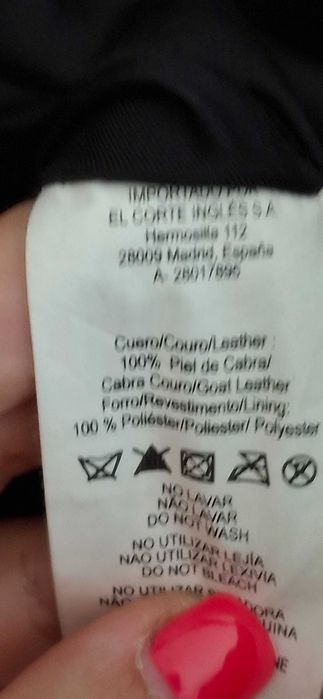 IMPORTADO POR
EL CORTE INGLES S.A.
Hermosilla 112
28009 Madrid, España
A- 28017895
Cuero/Couro/Leather :
100% Piel de Cabra/
Cabra Couro/Goat Leather
Forro/Revestimento/Lining:
100 % Poliéster/Poliester/ Polyester
NO LAVAR
NÃO LAVAR
DO NOT WASH
NO UTILIZAR LEJÍA
NAO UTILIZAR LEXIVIA
DO NOT BLEACH
NO UTILIZAR